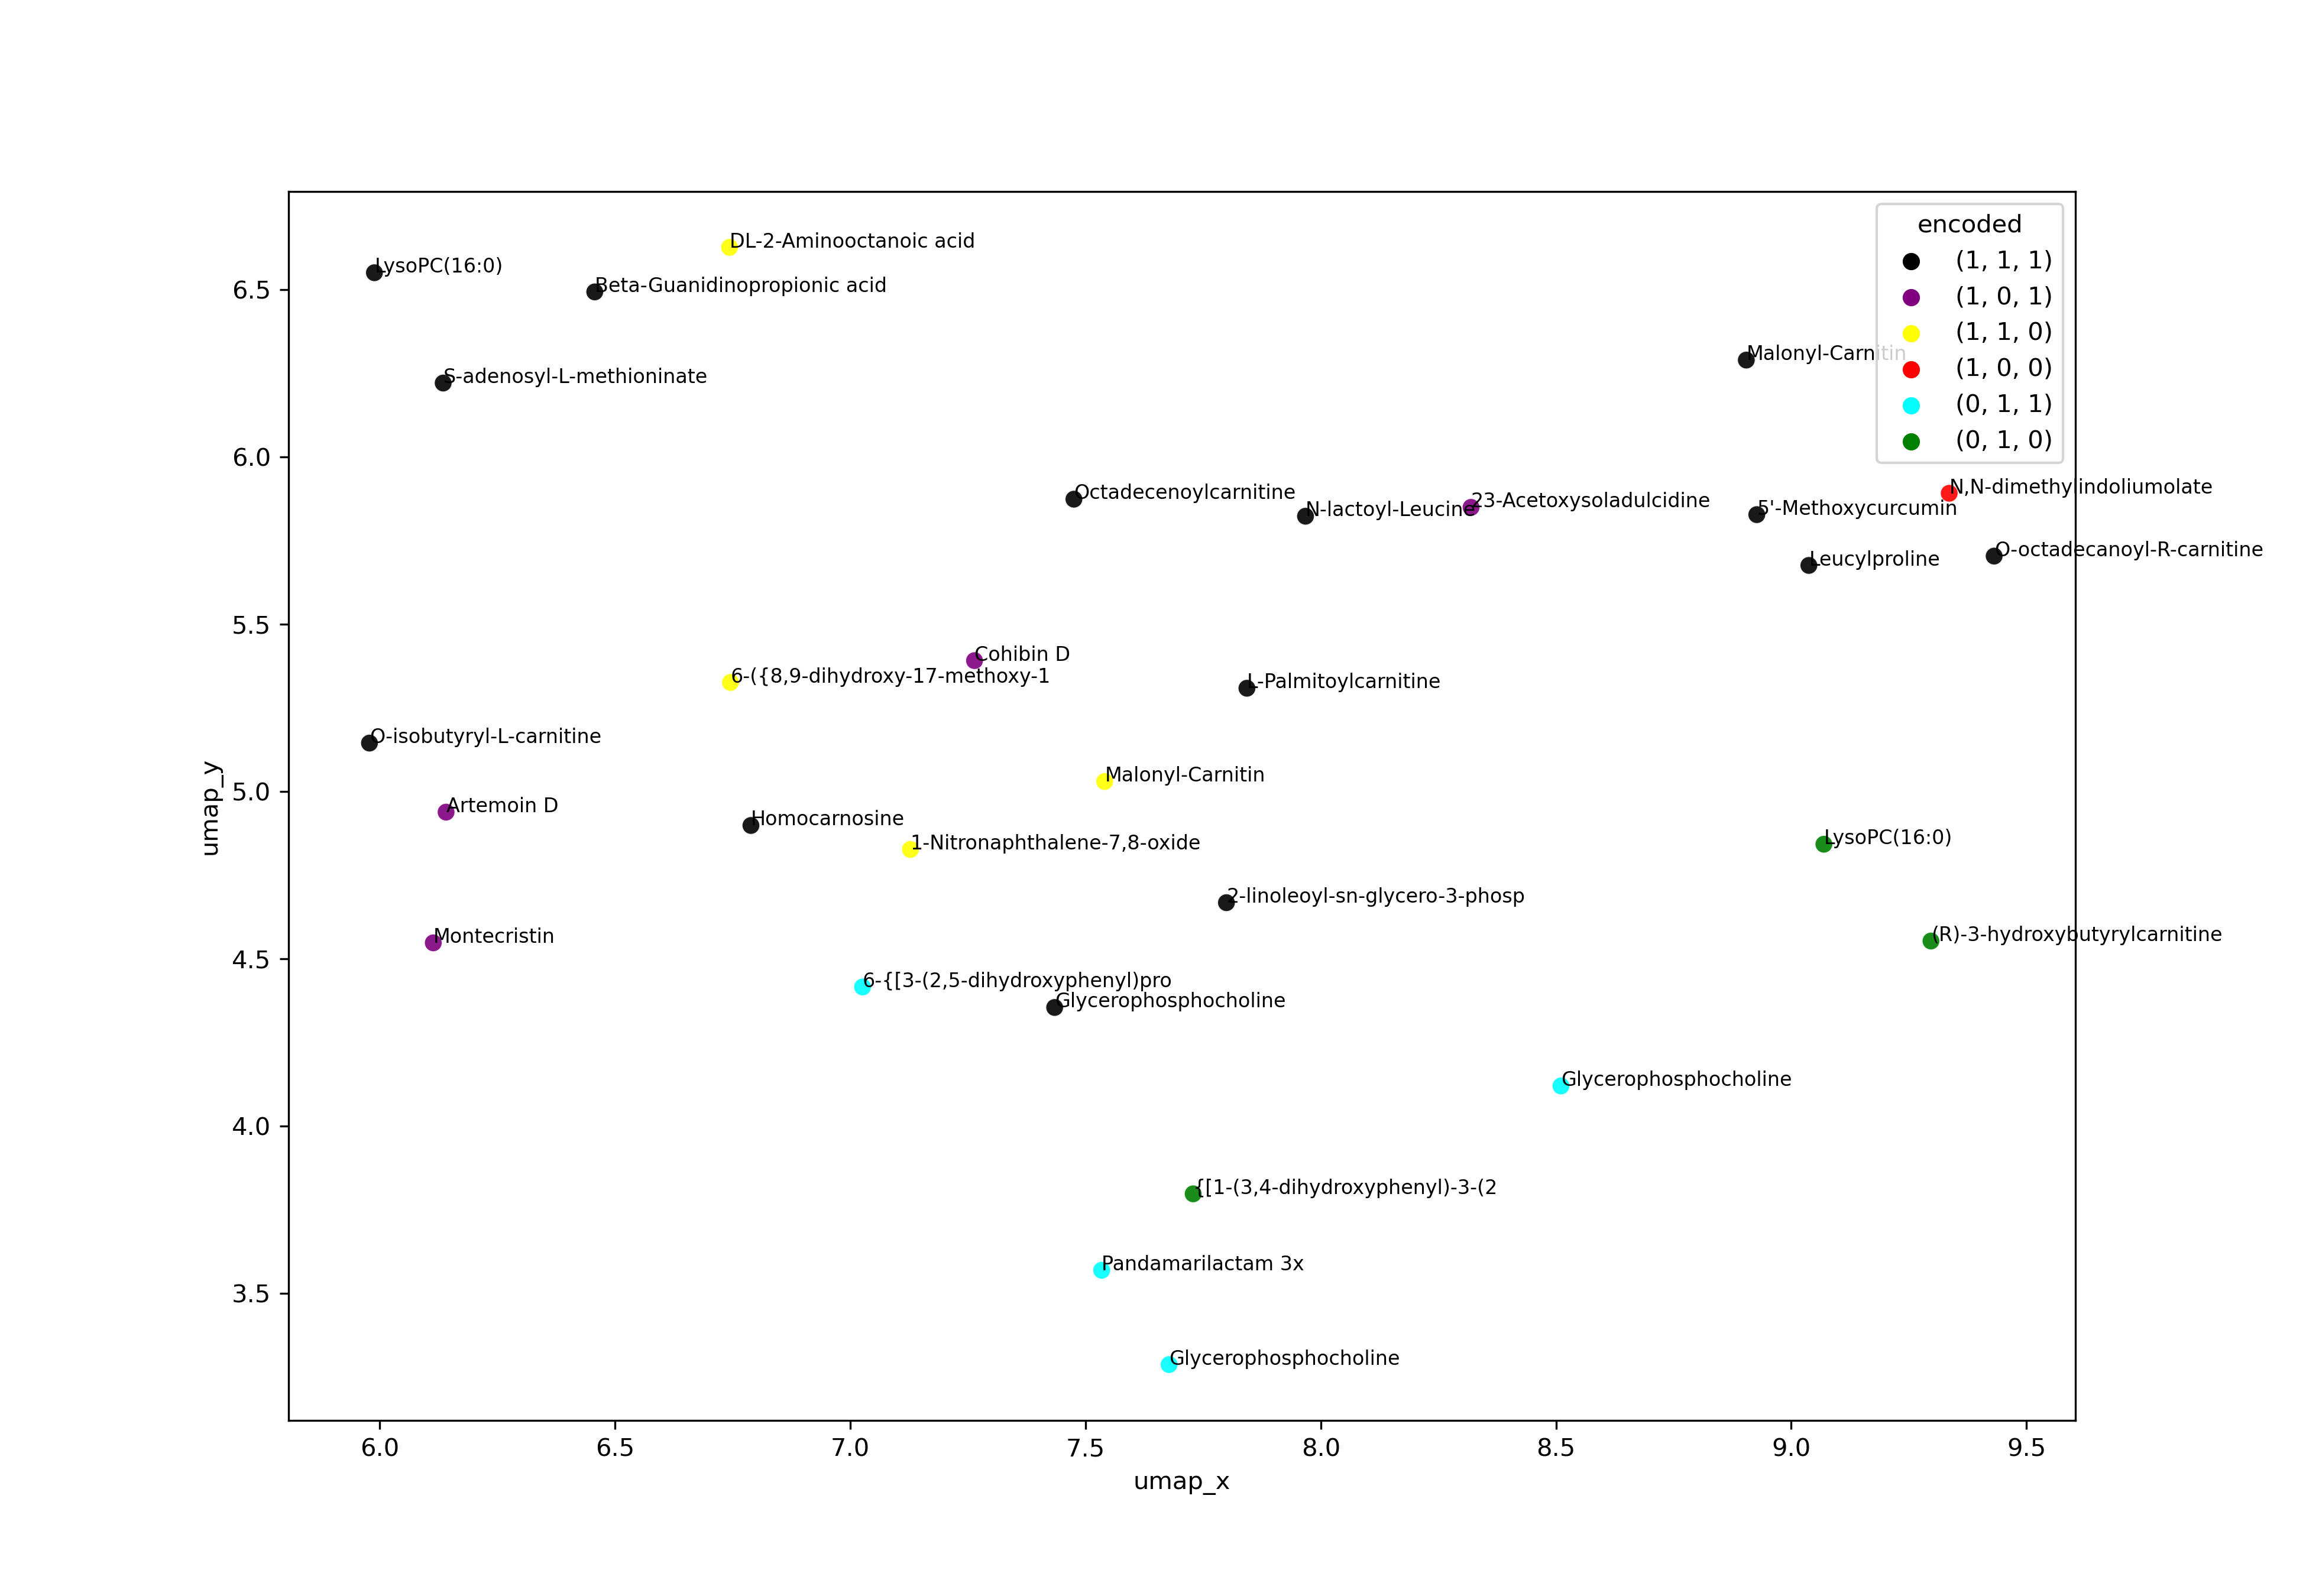 DL-2-Aminooctanoic acid
LysoPC(16:0)
Beta-Guanidinopropionic acid
S-adenosyl-L-methioninate
Malonyl-Carnitin
encoded
(1, 1, 1)
(1, 0, 1)
(1, 1, 0)
(1, 0, 0)
(0, 1, 1)
(0, 1, 0)
Octadecenoylcarnitine
N-lactoyl-Leucine
23-Acetoxysoladulcidine
5'-Methoxycurcumin
N,N-dimethylindoliumolate
Leucylproline
O-octadecanoyl-R-carnitine
Cohibin D
6-({8,9-dihydroxy-17-methoxy-1
L-Palmitoylcarnitine
O-isobutyryl-L-carnitine
Malonyl-Carnitin
Artemoin D
Homocarnosine
1-Nitronaphthalene-7,8-oxide
LysoPC(16:0)
2-linoleoyl-sn-glycero-3-phosp
Montecristin
(R)-3-hydroxybutyrylcarnitine
6-{[3-(2,5-dihydroxyphenyl)pro
Glycerophosphocholine
Glycerophosphocholine
{[1-(3,4-dihydroxyphenyl)-3-(2
Pandamarilactam 3x
Glycerophosphocholine
6.5
6.0
5.5
5.0
4.5
4.0
3.5
umap_y
6.0 6.5 7.0 7.5 8.0 8.5 9.0 9.5
umap_x